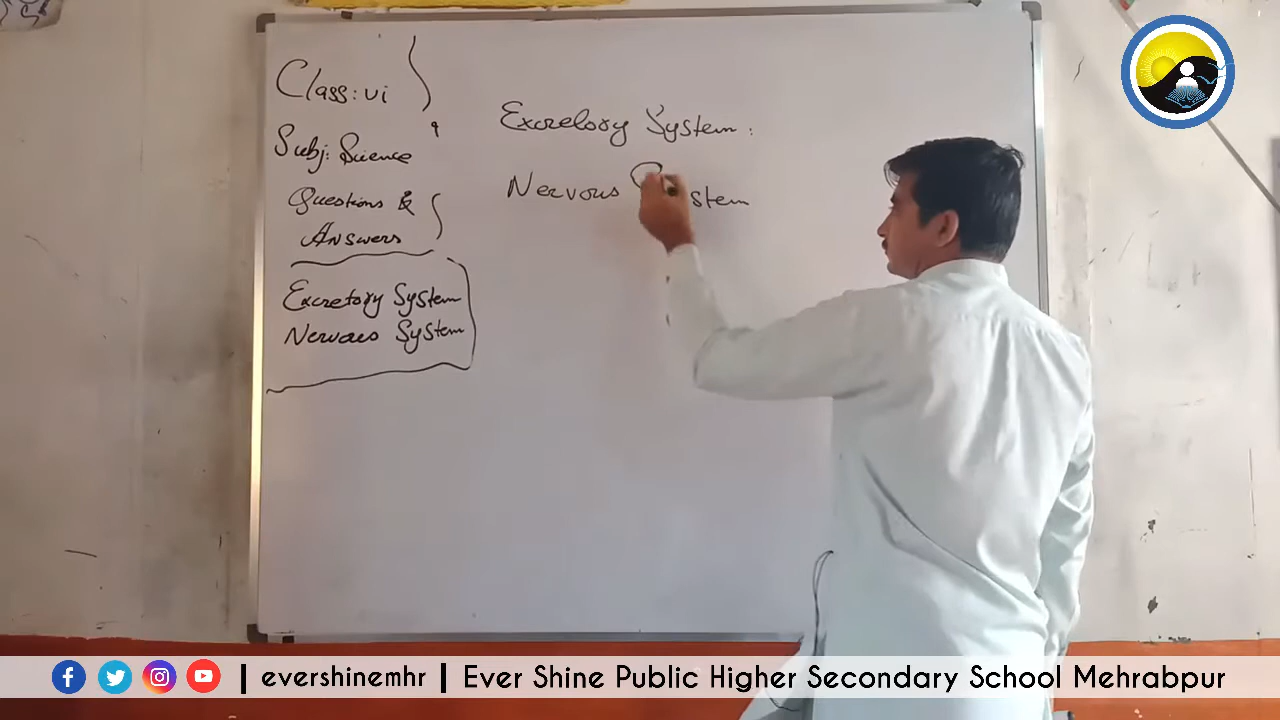 Class: vi
Subj: Science
Questions &
Answers
Excretory System
Nervous System
Excretory System:
Nervous System
| evershinemhr | Ever Shine Public Higher Secondary School Mehrabpur